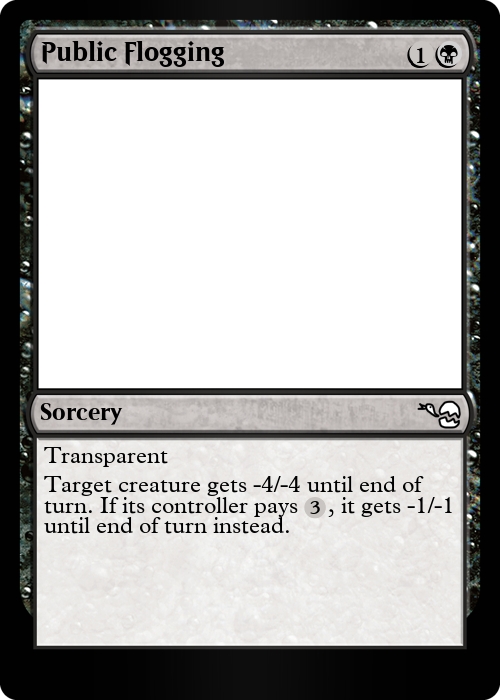 Public Flogging 1
Sorcery
Transparent
Target creature gets -4/-4 until end of
turn. If its controller pays 3 , it gets -1/-1
until end of turn instead.